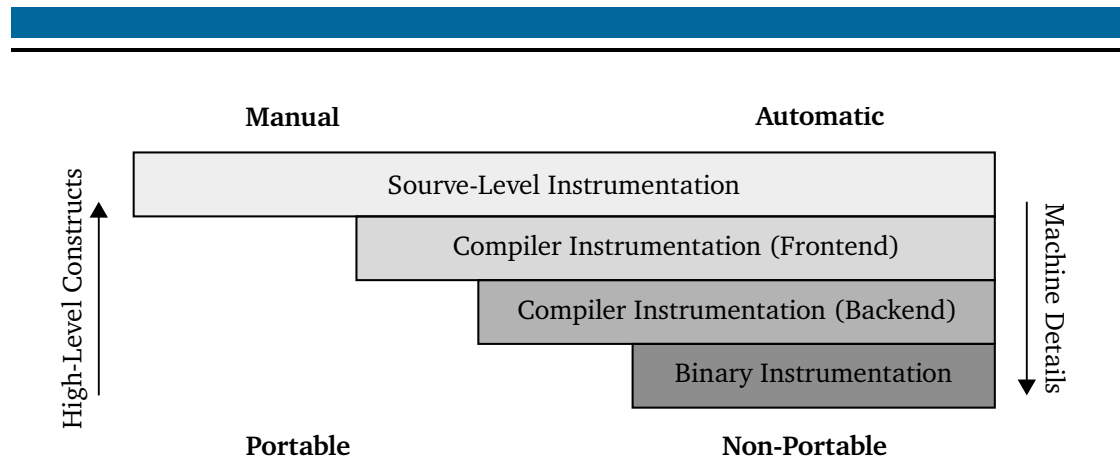 Manual
Automatic
Sourve-Level Instrumentation
Compiler Instrumentation (Frontend)
Compiler Instrumentation (Backend)
Binary Instrumentation
High-Level Constructs
Machine Details
Portable
Non-Portable